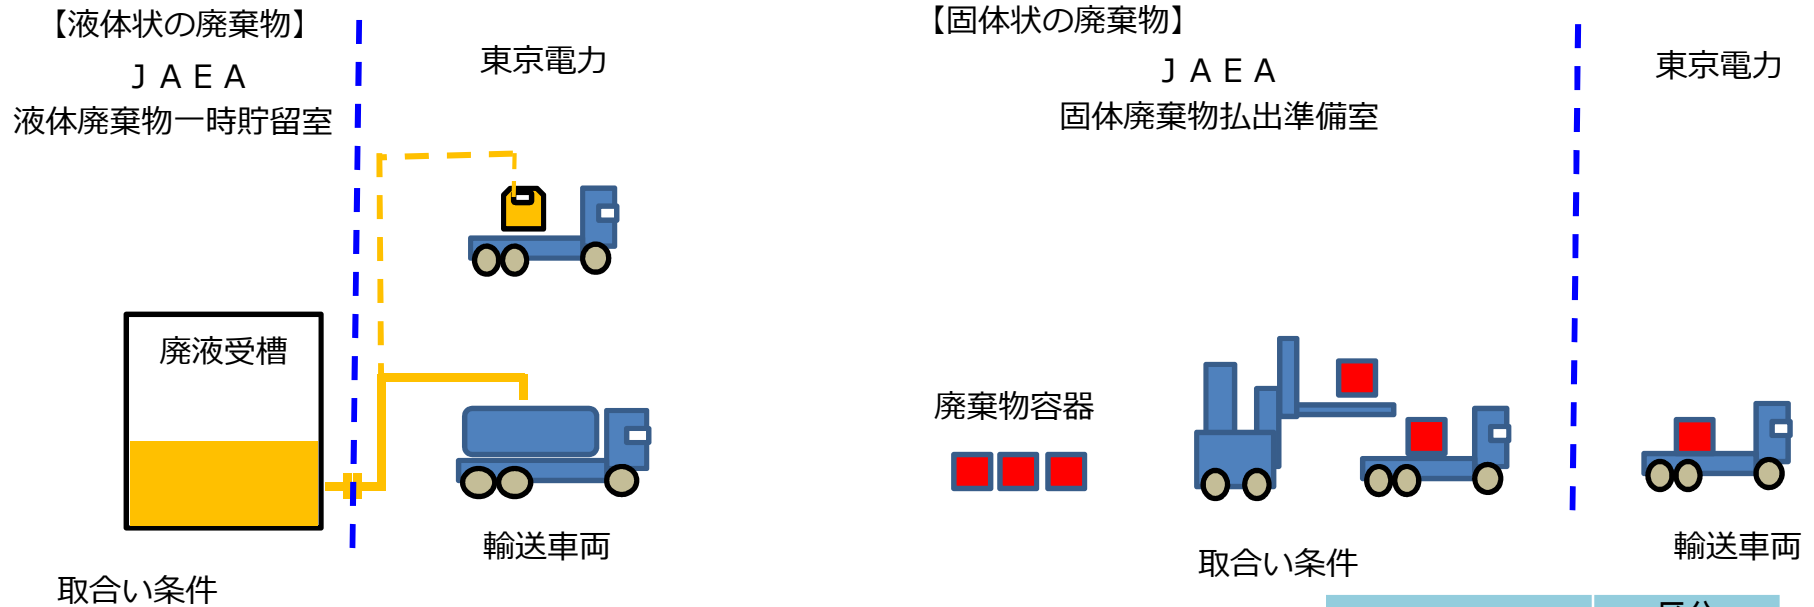 【液体状の廃棄物】
ＪＡＥＡ
液体廃棄物一時貯留室
東京電力
廃液受槽
輸送車両
取合い条件
【固体状の廃棄物】
ＪＡＥＡ
固体廃棄物払出準備室
東京電力
廃棄物容器
輸送車両
取合い条件